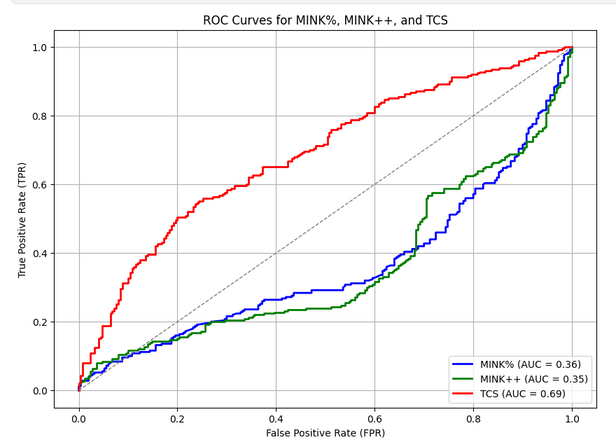 ROC Curves for MINK%, MINK++, and TCS
True Positive Rate (TPR)
1.0
0.8
0.6
0.4
0.2
0.0
0.0 0.2 0.4 0.6 0.8 1.0
False Positive Rate (FPR)
MINK% (AUC = 0.36)
MINK++ (AUC = 0.35)
TCS (AUC = 0.69)